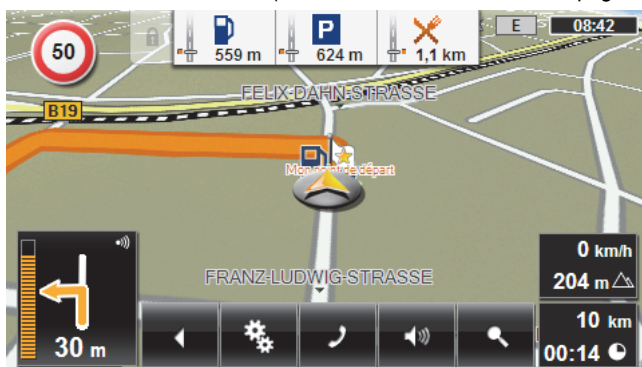 50
559 m
P
624 m
1,1 km
E
08:42
FELIX-DAHN-STRASSE
B19
Mon point de départ
FRANZ-LUDWIG-STRASSE
30 m
0 km/h
204 m
10 km
00:14